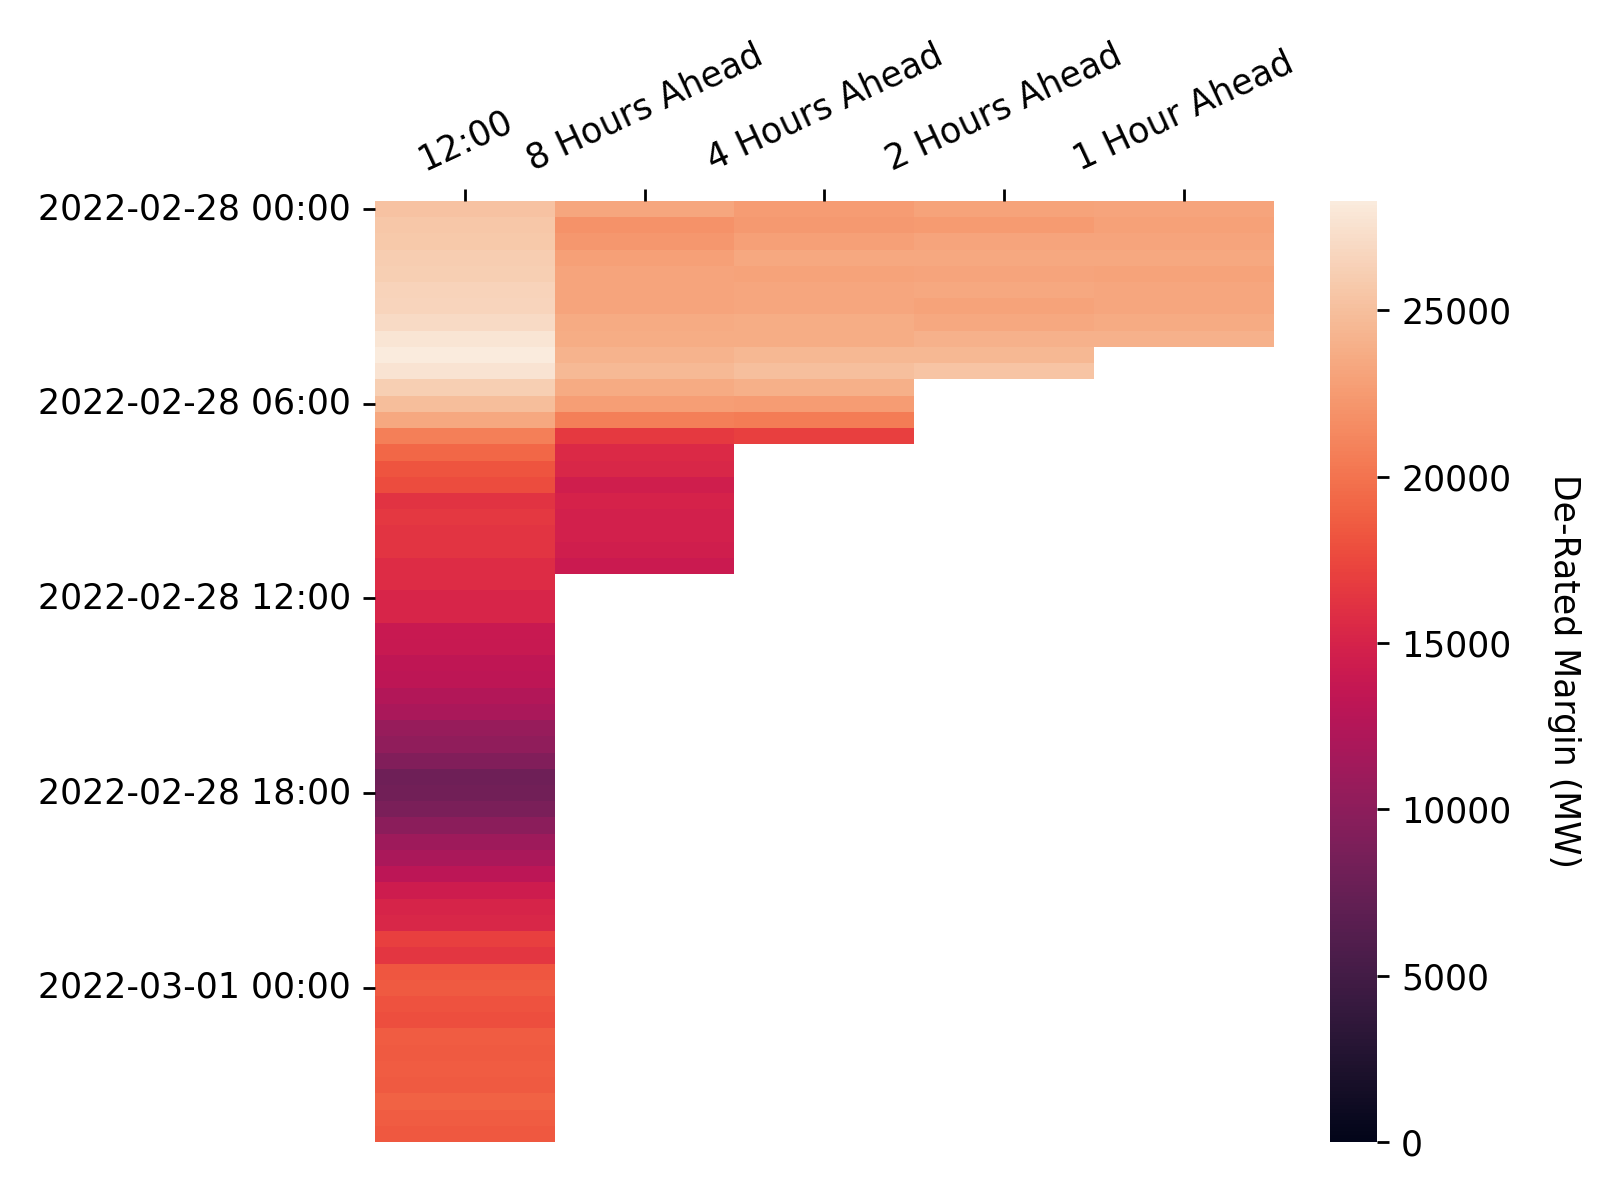 12:00
8 Hours Ahead
4 Hours Ahead
2 Hours Ahead
1 Hour Ahead
2022-02-28 00:00
2022-02-28 06:00
2022-02-28 12:00
2022-02-28 18:00
2022-03-01 00:00
25000
20000
15000
10000
5000
0
De-Rated Margin (MW)